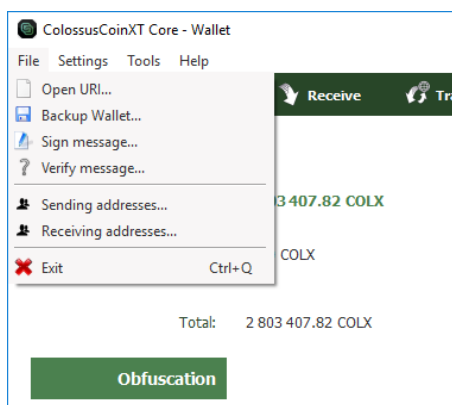 ColossusCoinXT Core - Wallet
File Settings Tools Help
Open URI...
Receive
Backup Wallet...
Sign message...
Verify message...
Sending addresses...
3 407.82 COLX
Receiving addresses...
COLX
Exit Ctrl+Q
Total: 2 803 407.82 COLX
Obfuscation